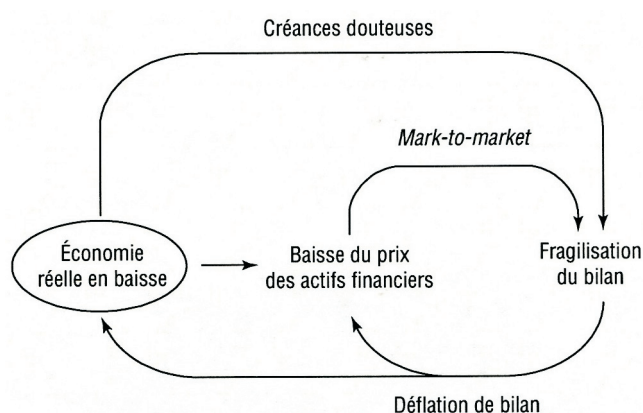 Créances douteuses
Mark-to-market
Économie
réelle en baisse
Baisse du prix
des actifs financiers
Fragilisation
du bilan
Déflation de bilan